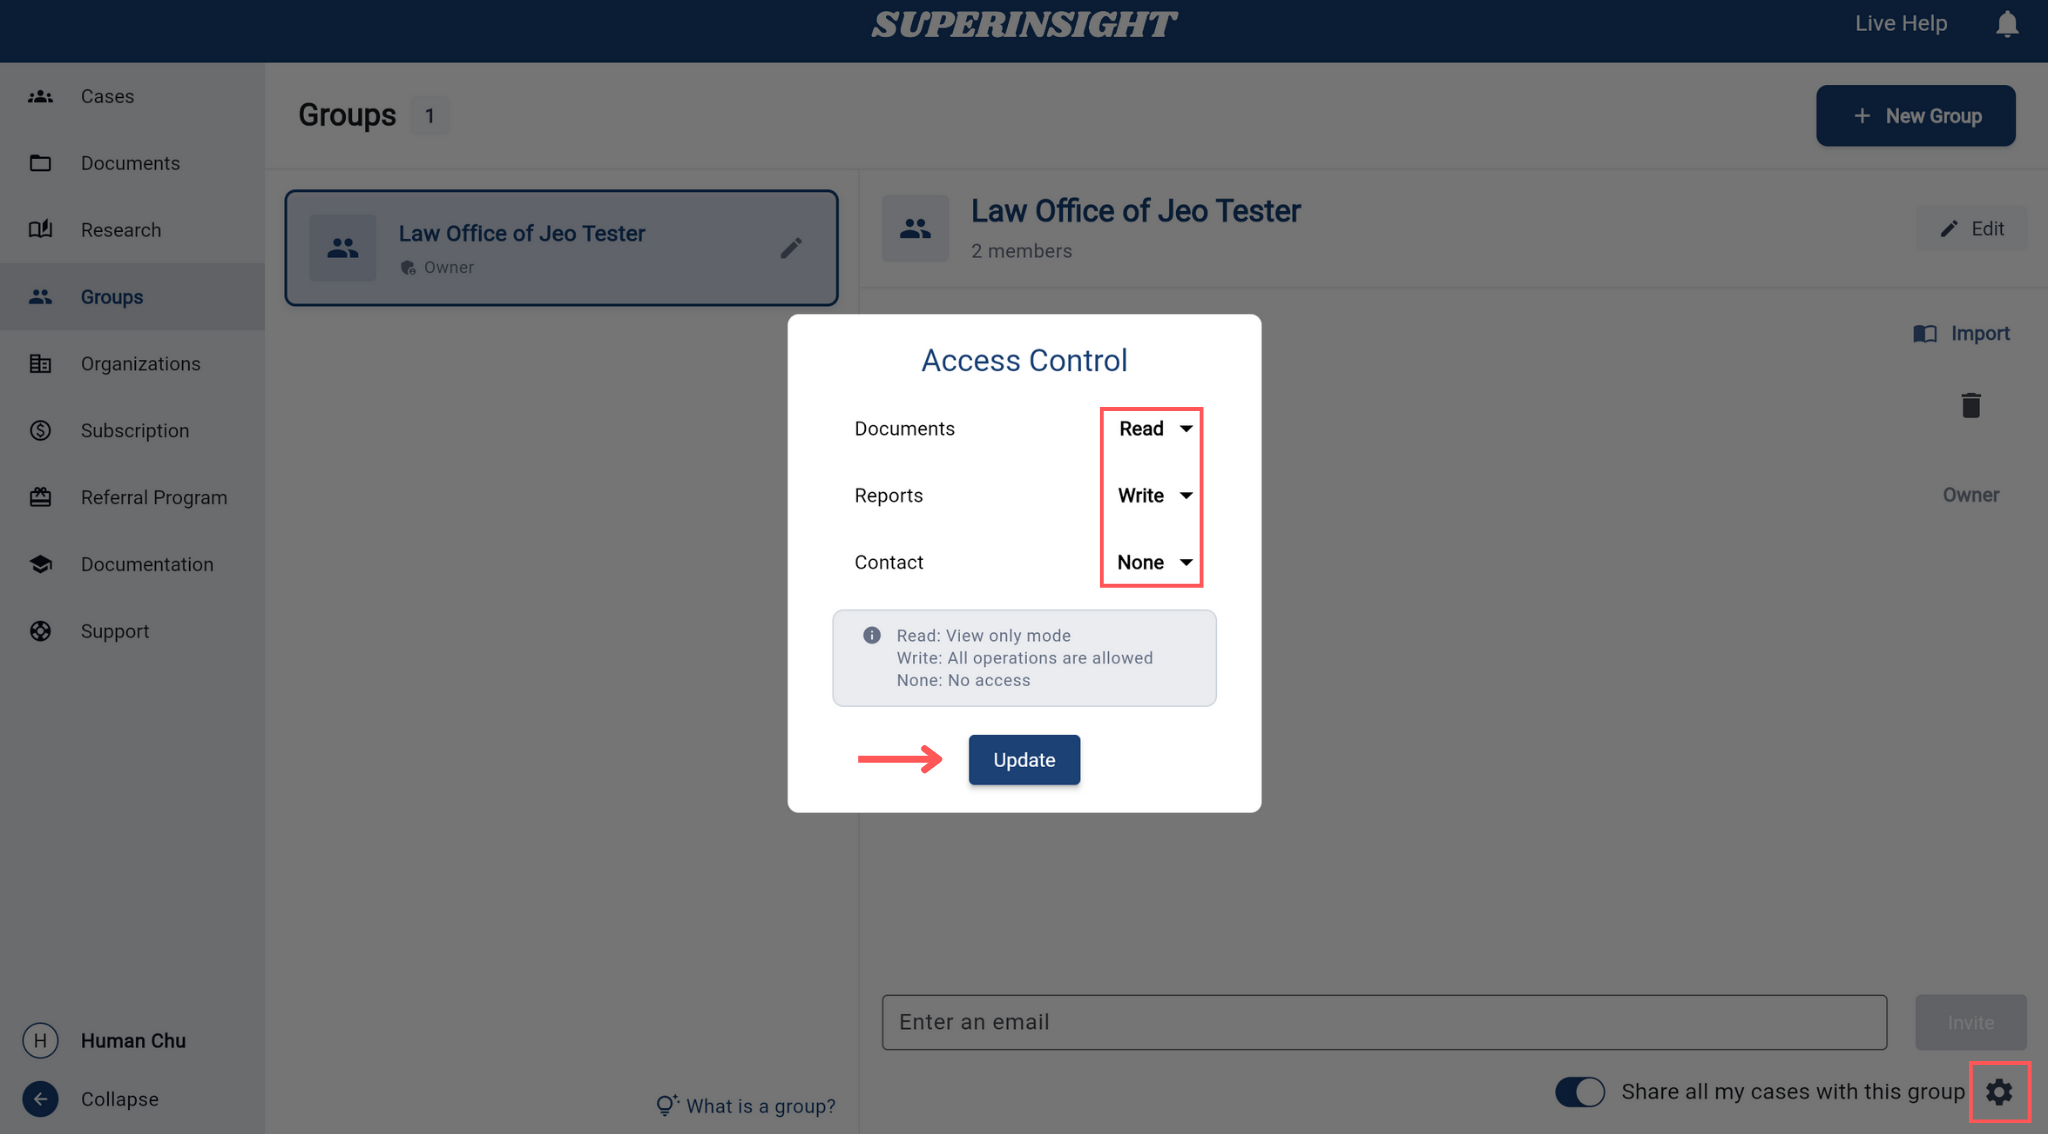 SUPERINSIGHT
Live Help
Cases
Documents
Research
Groups
Organizations
Subscription
Referral Program
Documentation
Support
H Human Chu
Collapse
Groups 1
+ New Group
Law Office of Jeo Tester
Owner
What is a group?
Law Office of Jeo Tester
2 members
Edit
Import
Owner
Access Control
Documents Read
Reports Write
Contact None
Read: View only mode
Write: All operations are allowed
None: No access
Update
Enter an email
Invite
Share all my cases with this group